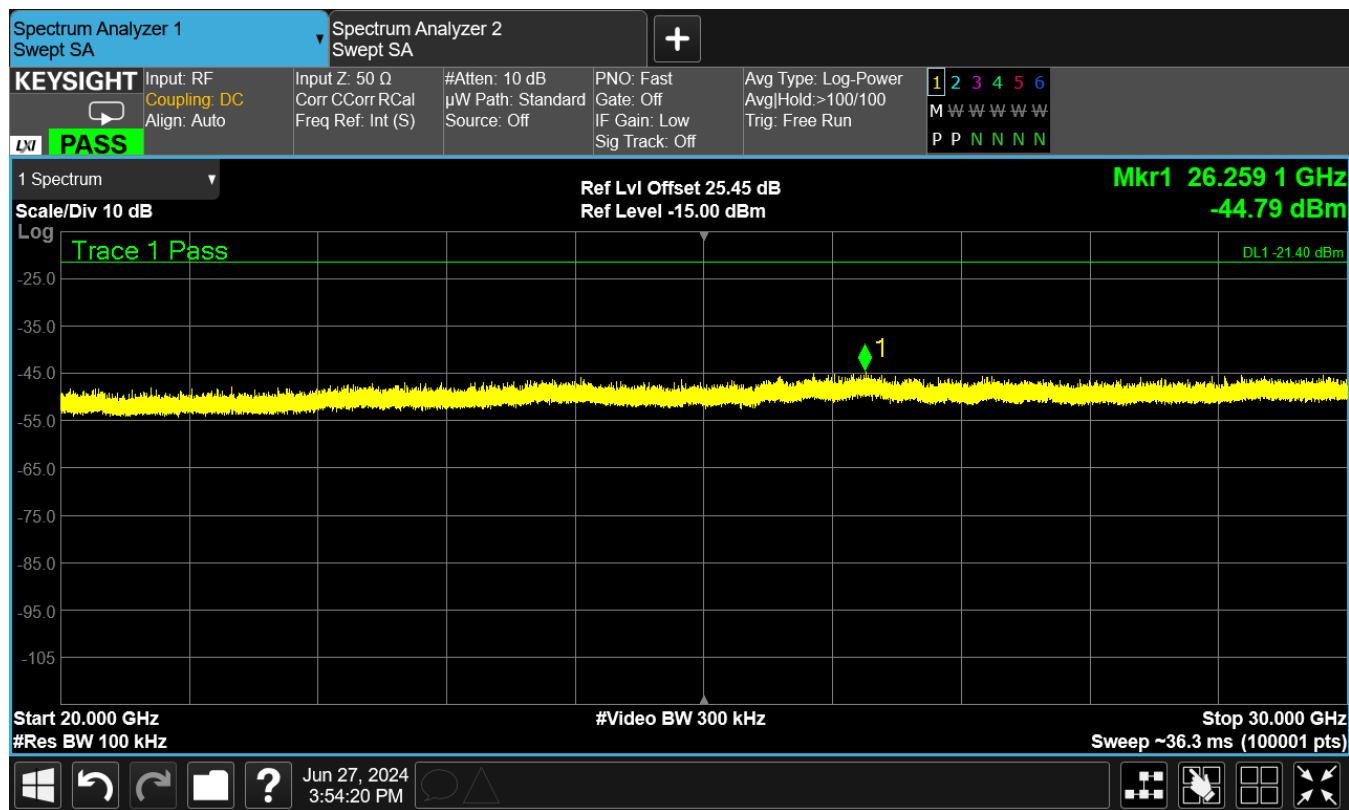 Spectrum Analyzer 1
Swept SA
Spectrum Analyzer 2
Swept SA
KEYSIGHT
LXI PASS
Input: RF
Coupling: DC
Align: Auto
Input Z: 50 Ω
Corr CCorr RCal
Freq Ref: Int (S)
#Atten: 10 dB
µW Path: Standard
Source: Off
PNO: Fast
Gate: Off
IF Gain: Low
Sig Track: Off
Avg Type: Log-Power
Avg|Hold:>100/100
Trig: Free Run
1 2 3 4 5 6
M W W W W W
P P N N N N
1 Spectrum
Scale/Div 10 dB
Ref Lvl Offset 25.45 dB
Ref Level -15.00 dBm
Mkr1 26.259 1 GHz
-44.79 dBm
Log
Trace 1 Pass
DL1 -21.40 dBm
-25.0
-35.0
1
-45.0
-55.0
-65.0
-75.0
-85.0
-95.0
-105
Start 20.000 GHz
#Res BW 100 kHz
#Video BW 300 kHz
Stop 30.000 GHz
Sweep ~36.3 ms (100001 pts)
?
Jun 27, 2024
3:54:20 PM